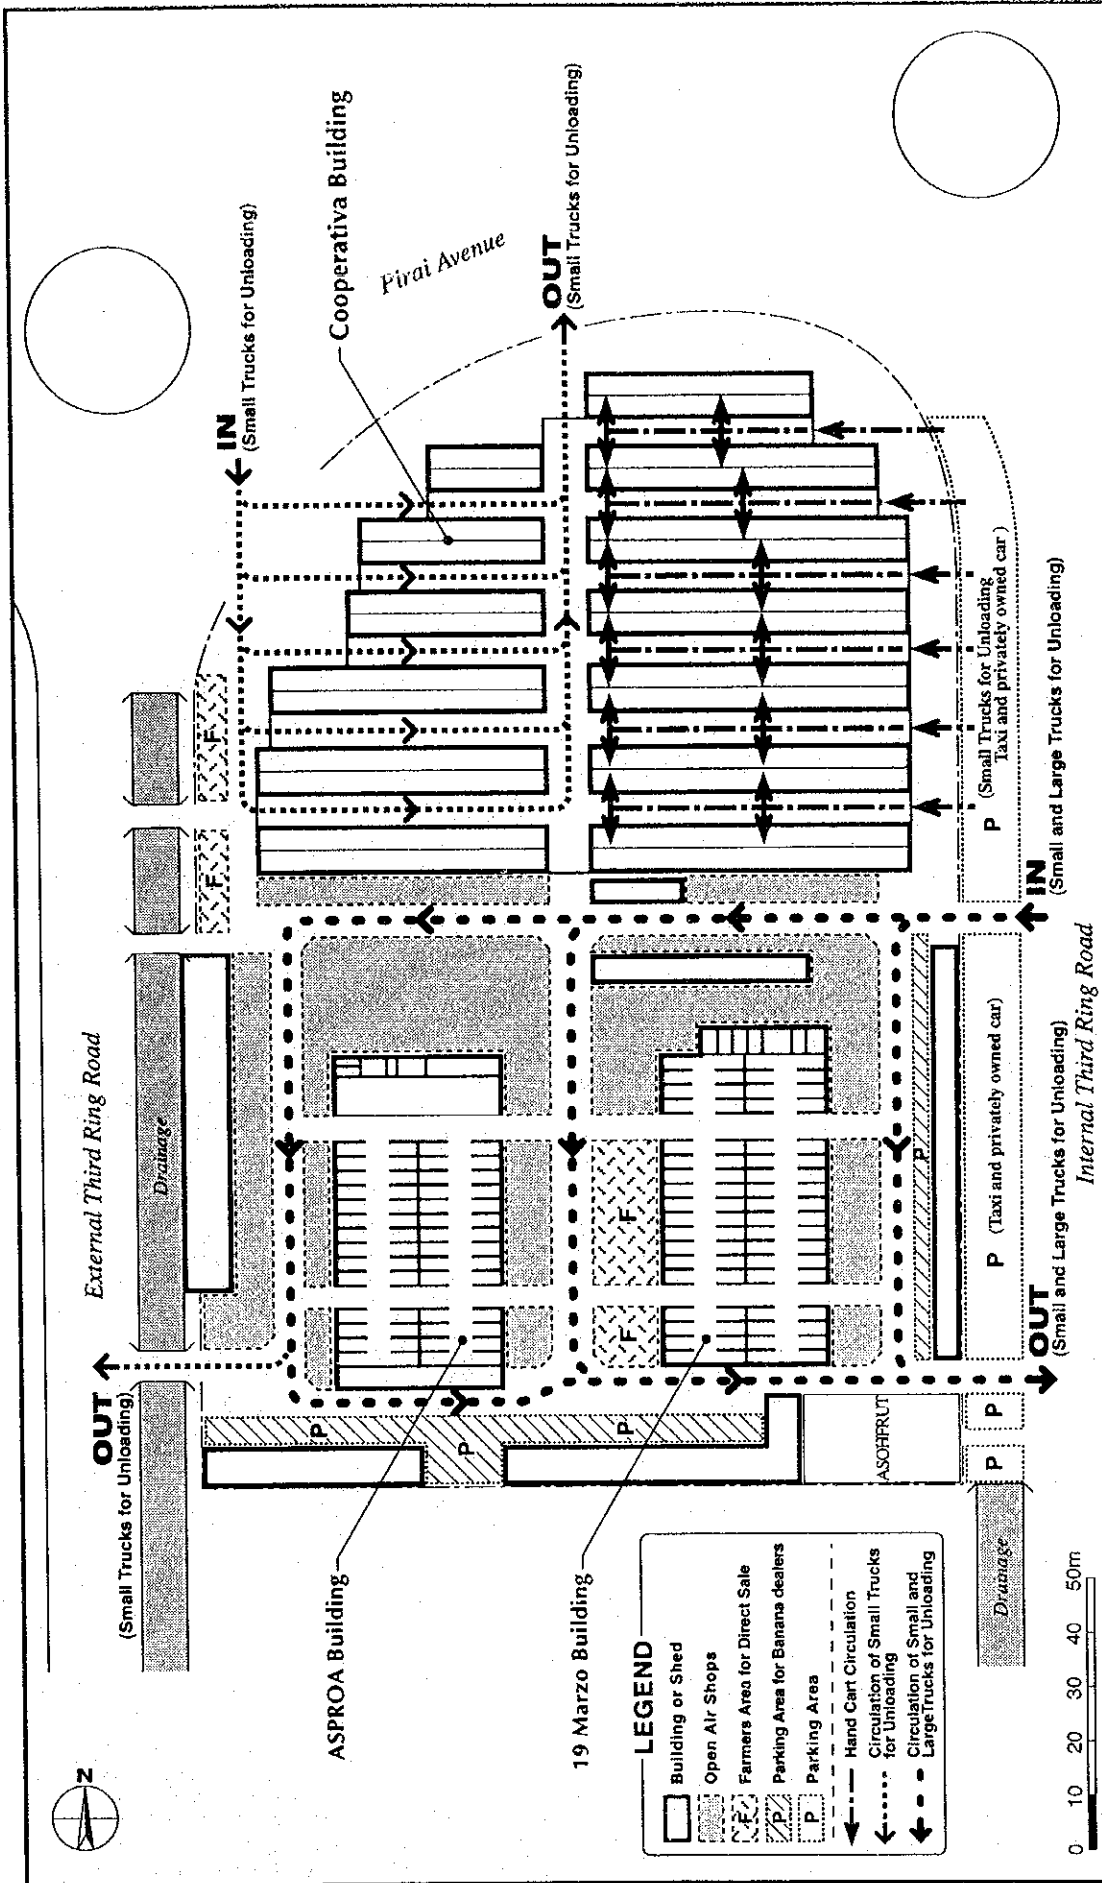 External Third Ring Road
Drainage
OUT
(Small Trucks for Unloading)
IN
(Small Trucks for Unloading)
Cooperativa Building
Pirai Avenue
OUT
(Small Trucks for Unloading)
F
F
F
F
P
P
P
P
ASPROA Building
19 Marzo Building
ASOHFRUT
P
P
Drainage
P (Taxi and privately owned car)
P (Small Trucks for Unloading
Taxi and privately owned car )
IN
(Small and Large Trucks for Unloading)
OUT
(Small and Large Trucks for Unloading)
Internal Third Ring Road
N
LEGEND
Building or Shed
Open Air Shops
F Farmers Area for Direct Sale
P Parking Area for Banana dealers
P Parking Area
Hand Cart Circulation
Circulation of Small Trucks
for Unloading
Circulation of Small and
LargeTrucks for Unloading
0 10 20 30 40 50m